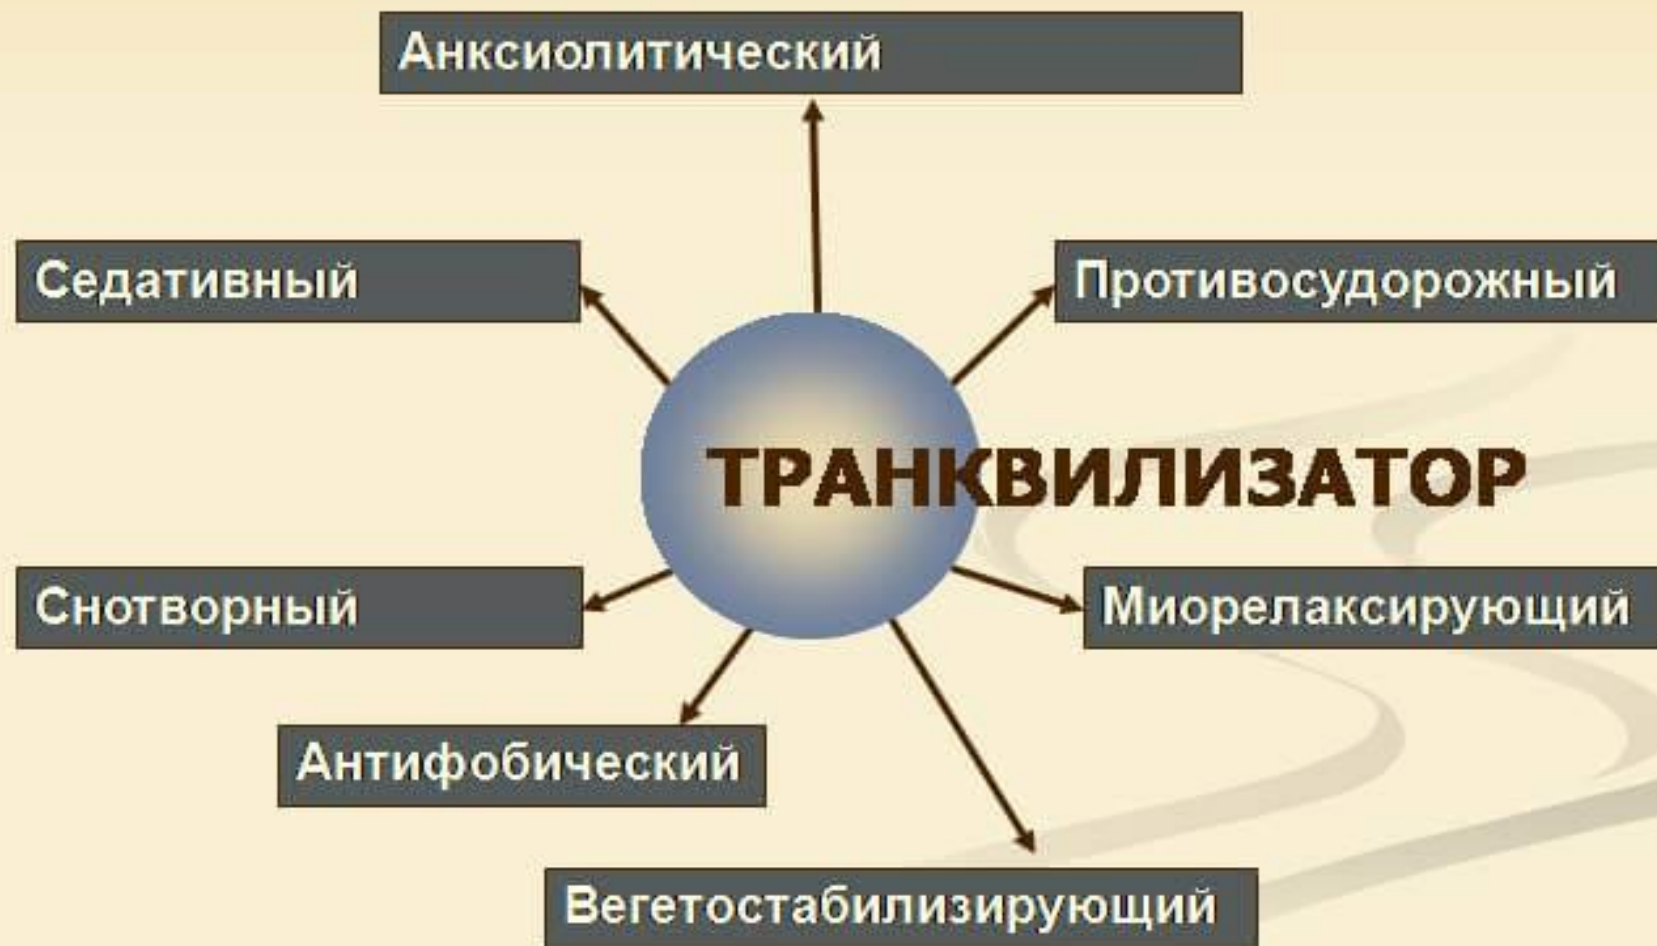 Анксиолитический
Седативный
Противосудорожный
ТРАНКВИЛИЗАТОР
Снотворный
Миорелаксирующий
Антифобический
Вегетостабилизирующий